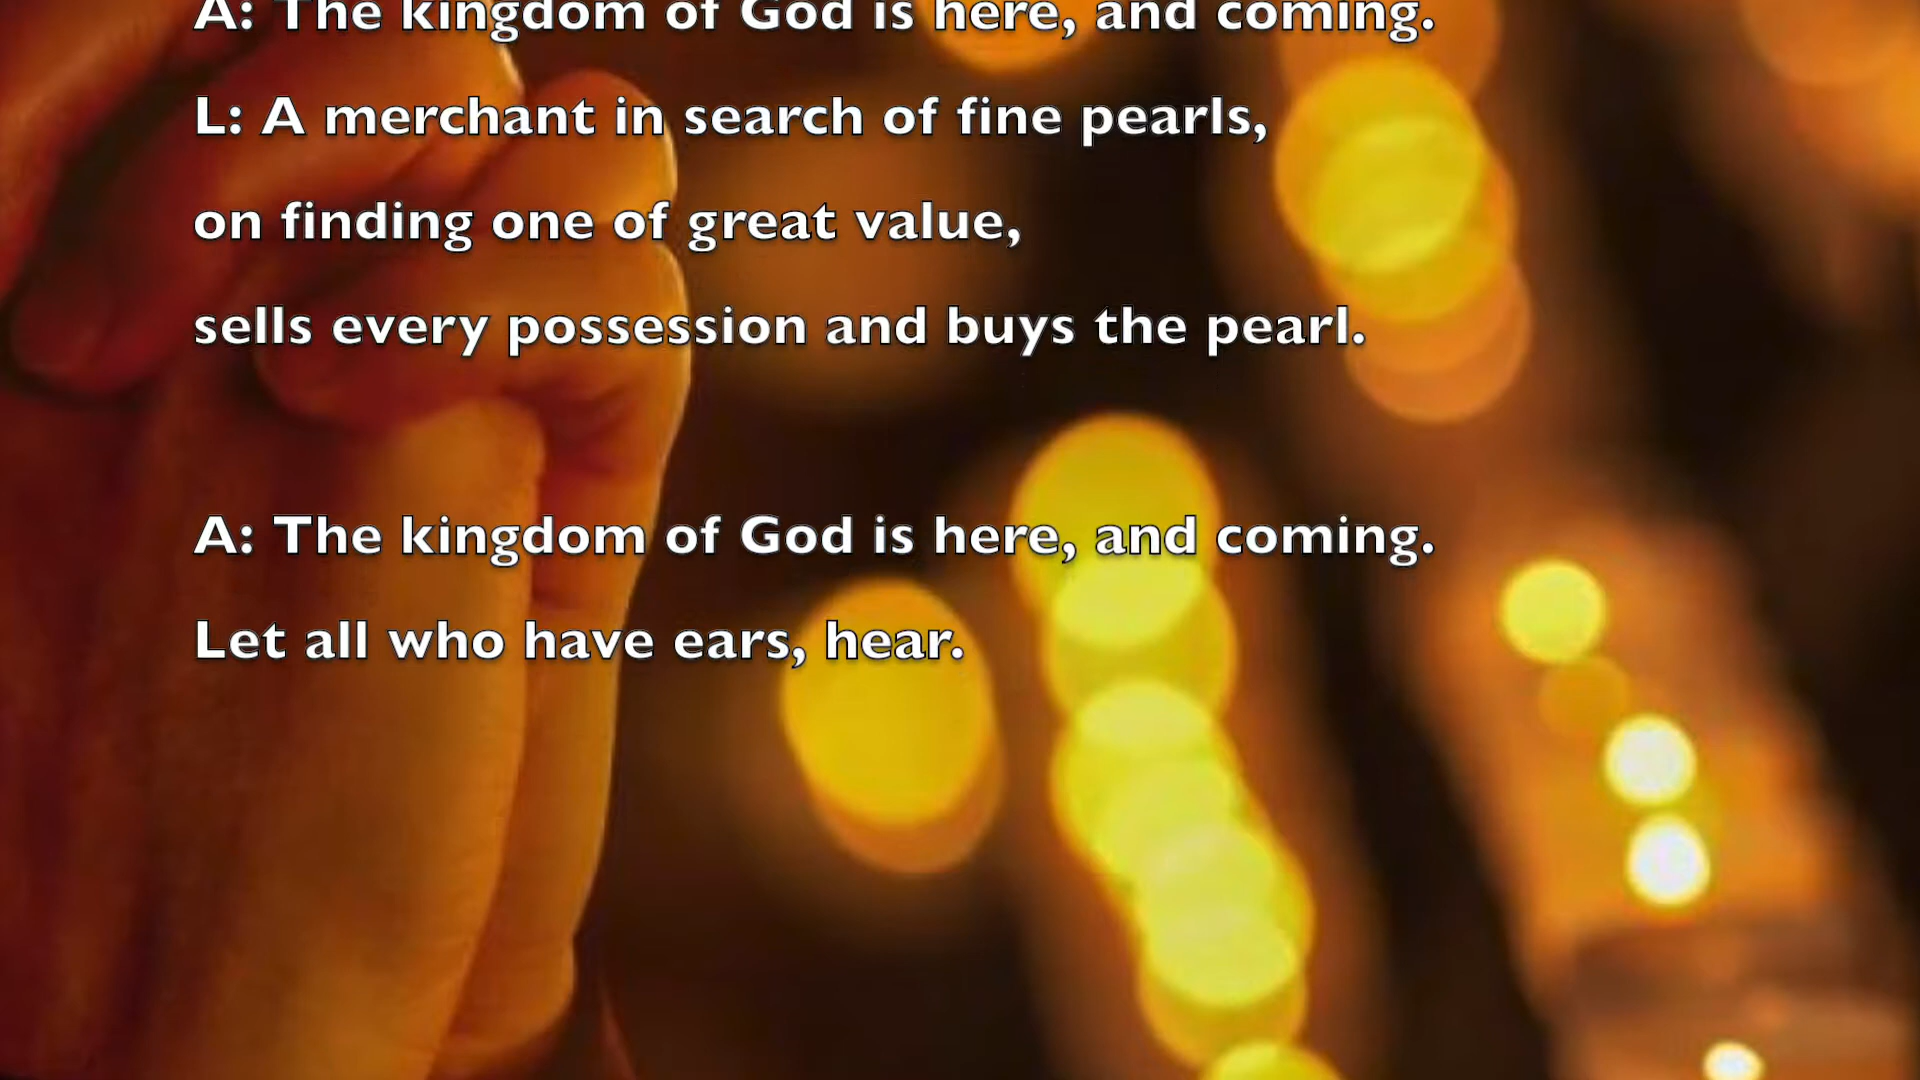 A: The kingdom of God is here, and coming.
L: A merchant in search of fine pearls,
on finding one of great value,
sells every possession and buys the pearl.
A: The kingdom of God is here, and coming.
Let all who have ears, hear.